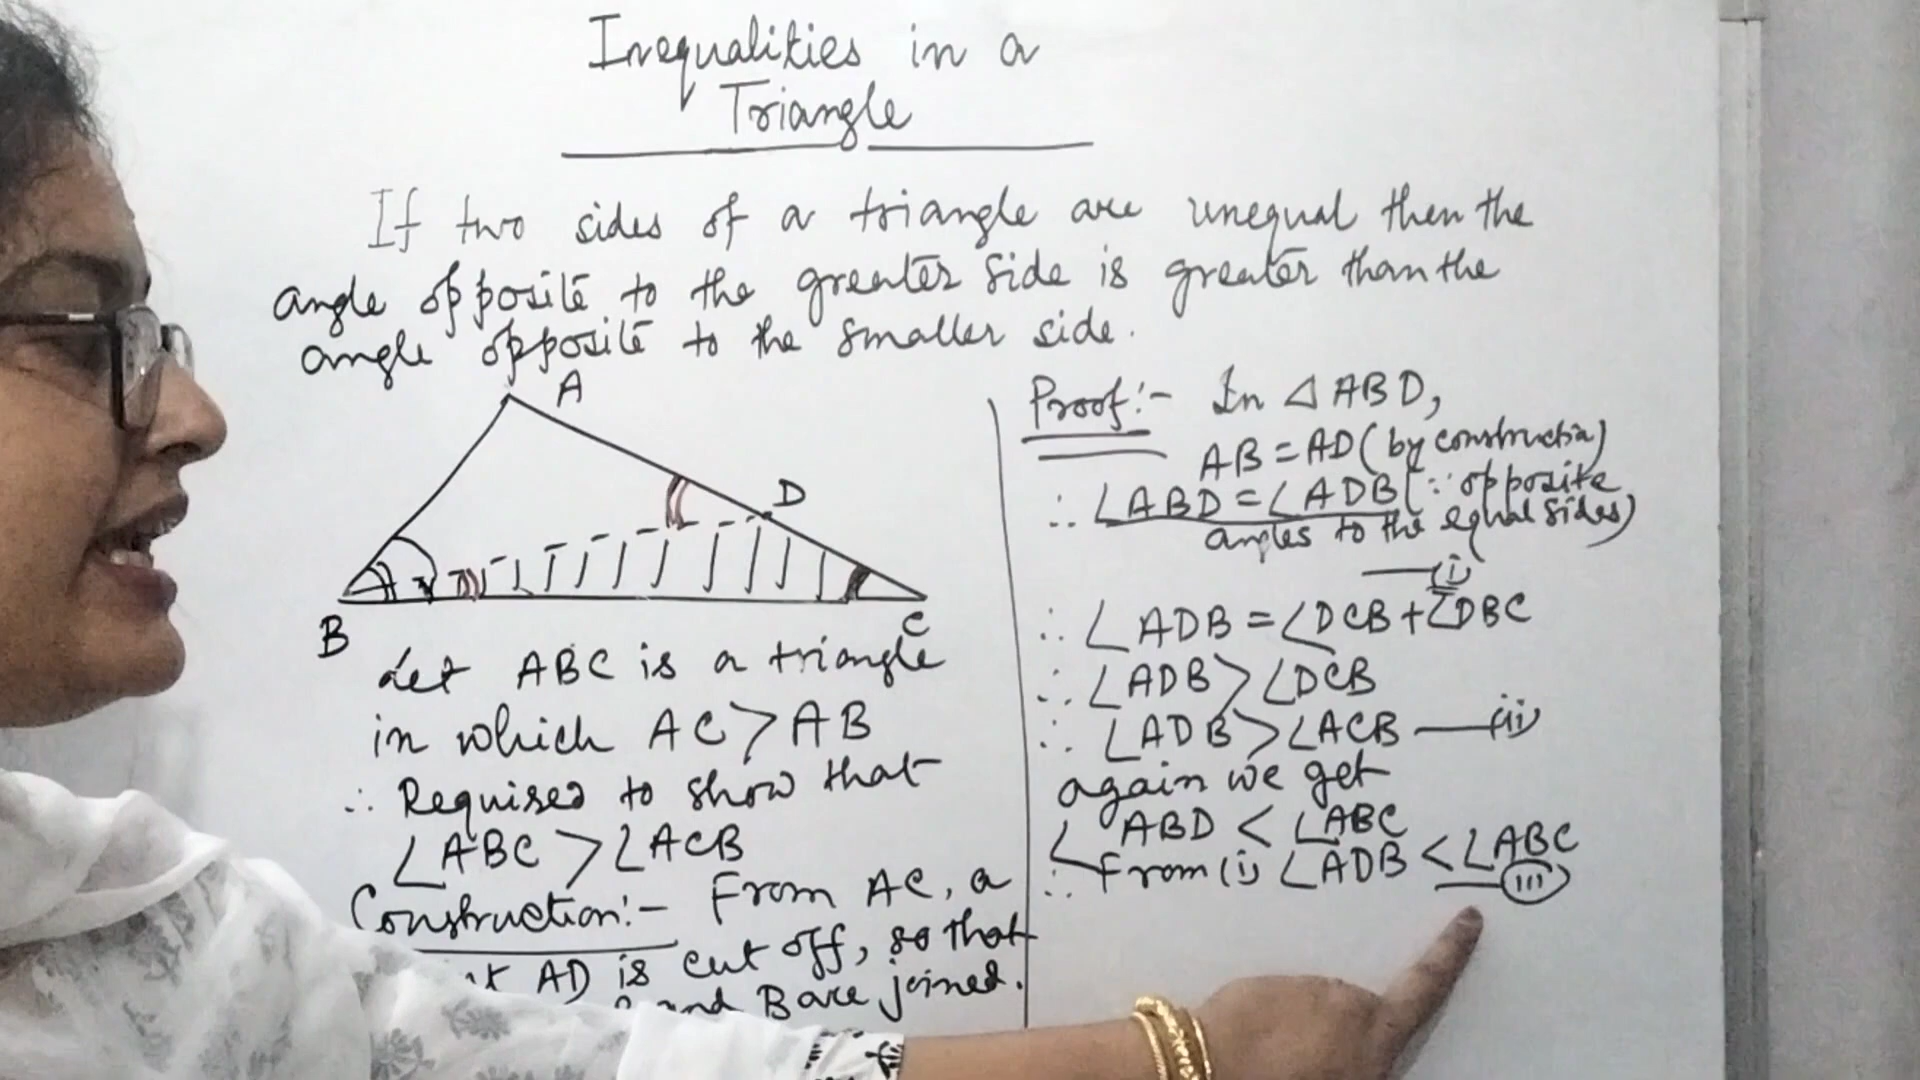 Inequalities in a
Triangle
If two sides of a triangle are unequal then the
angle opposite to the greater side is greater than the
angle opposite to the smaller side.
A
D
B
C
Let ABC is a triangle
in which AC > AB
∴ Required to show that
∠ABC > ∠ACB
Construction:- From AC, a
AD is cut off, so that
and B are joined.
Proof:- In △ABD,
AB = AD (by construction)
∴ ∠ABD = ∠ADB (∵ opposite
angles to the equal sides)
—(i)
∴ ∠ADB = ∠DCB + ∠DBC
∴ ∠ADB > ∠DCB
∴ ∠ADB > ∠ACB —(ii)
again we get
∠ABD < ∠ABC
∴ From (i) ∠ADB < ∠ABC
—(iii)